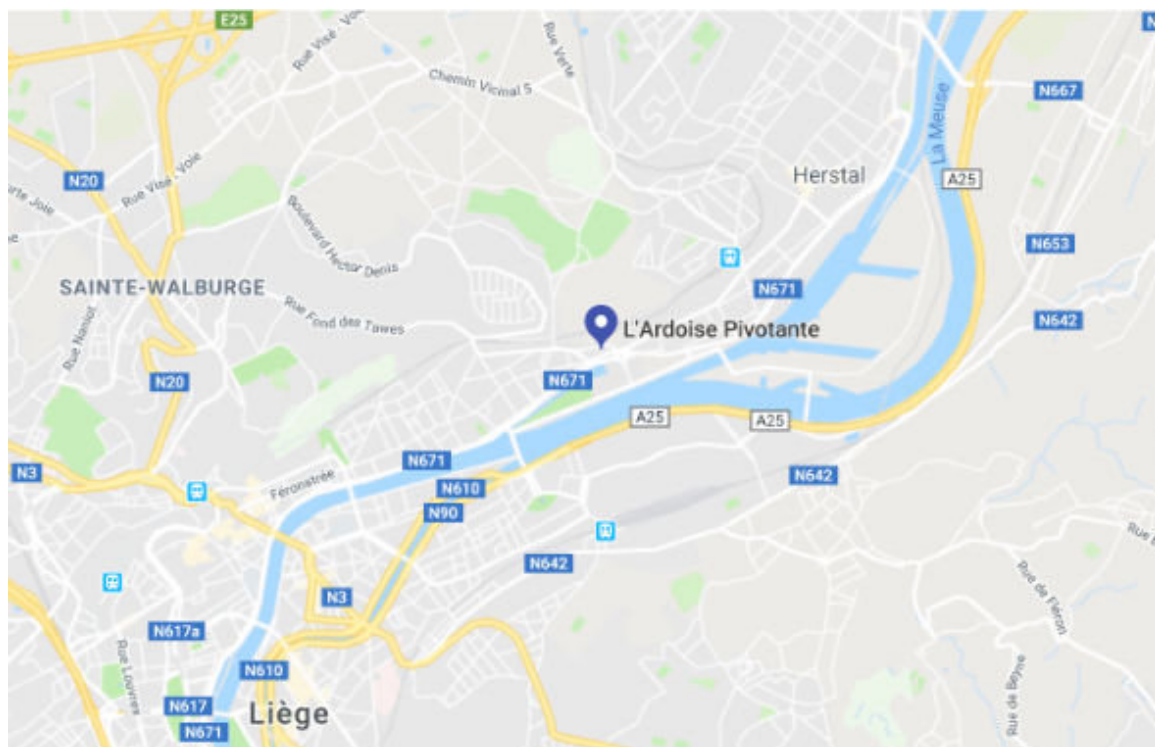 E25
Rue Visé - Voie
Rue Verte
Chemin Vicinal 5
N667
La Meuse
Herstal
A25
N20
Rue Visé - Voie
Boulevard Hector Denis
N653
SAINTE-WALBURGE
N671
Rue Fond des Tawes
N642
L'Ardoise Pivotante
Rue Naniot
N20
N671
A25
A25
N671
N3
Féronstrée
N610
N642
N90
N642
N3
Rue de Fléron
N617a
Rue Louvrex
N610
Rue de Beyne
N617
Liège
N671